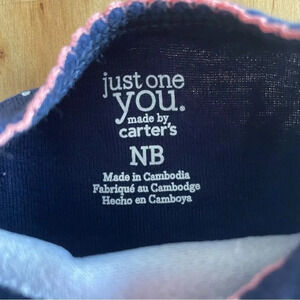 just one
you.
made by
carter's
NB
Made in Cambodia
Fabriqué au Cambodge
Hecho en Camboya